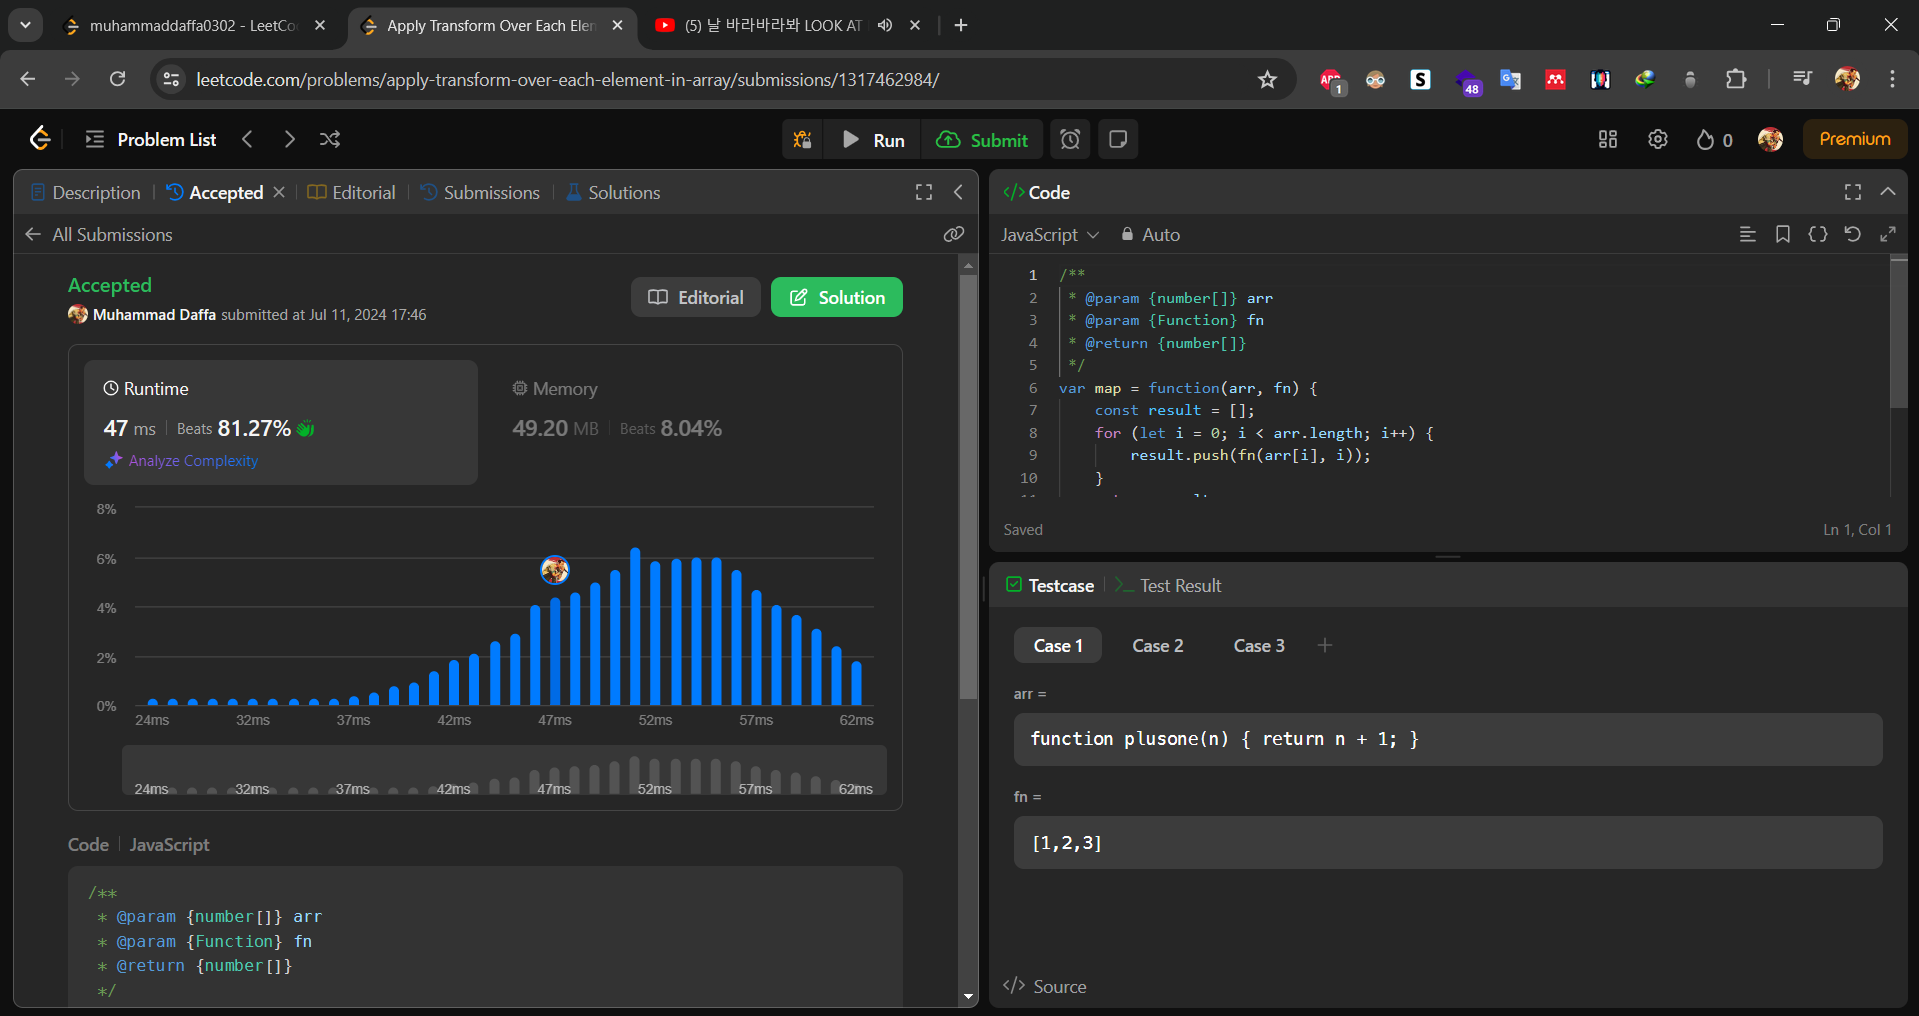 muhammaddaffa0302 - LeetCo
Apply Transform Over Each Elem
(5) 날 바라바라봐 LOOK AT
leetcode.com/problems/apply-transform-over-each-element-in-array/submissions/1317462984/
ABP
1
S
48
Problem List
Run
Submit
0
Premium
Description
Accepted
Editorial
Submissions
Solutions
All Submissions
Accepted
Muhammad Daffa submitted at Jul 11, 2024 17:46
Editorial
Solution
Runtime
47 ms
Beats 81.27%
Analyze Complexity
Memory
49.20 MB
Beats 8.04%
8%
6%
4%
2%
0%
24ms 32ms 37ms 42ms 47ms 52ms 57ms 62ms
24ms 32ms 37ms 42ms 47ms 52ms 57ms 62ms
Code | JavaScript
/**
 * @param {number[]} arr
 * @param {Function} fn
 * @return {number[]}
 */
</> Code
JavaScript
Auto
1 /**
2 * @param {number[]} arr
3 * @param {Function} fn
4 * @return {number[]}
5 */
6 var map = function(arr, fn) {
7 const result = [];
8 for (let i = 0; i < arr.length; i++) {
9 result.push(fn(arr[i], i));
10 }
Saved
Ln 1, Col 1
Testcase
Test Result
Case 1
Case 2
Case 3
arr =
function plusone(n) { return n + 1; }
fn =
[1,2,3]
</> Source